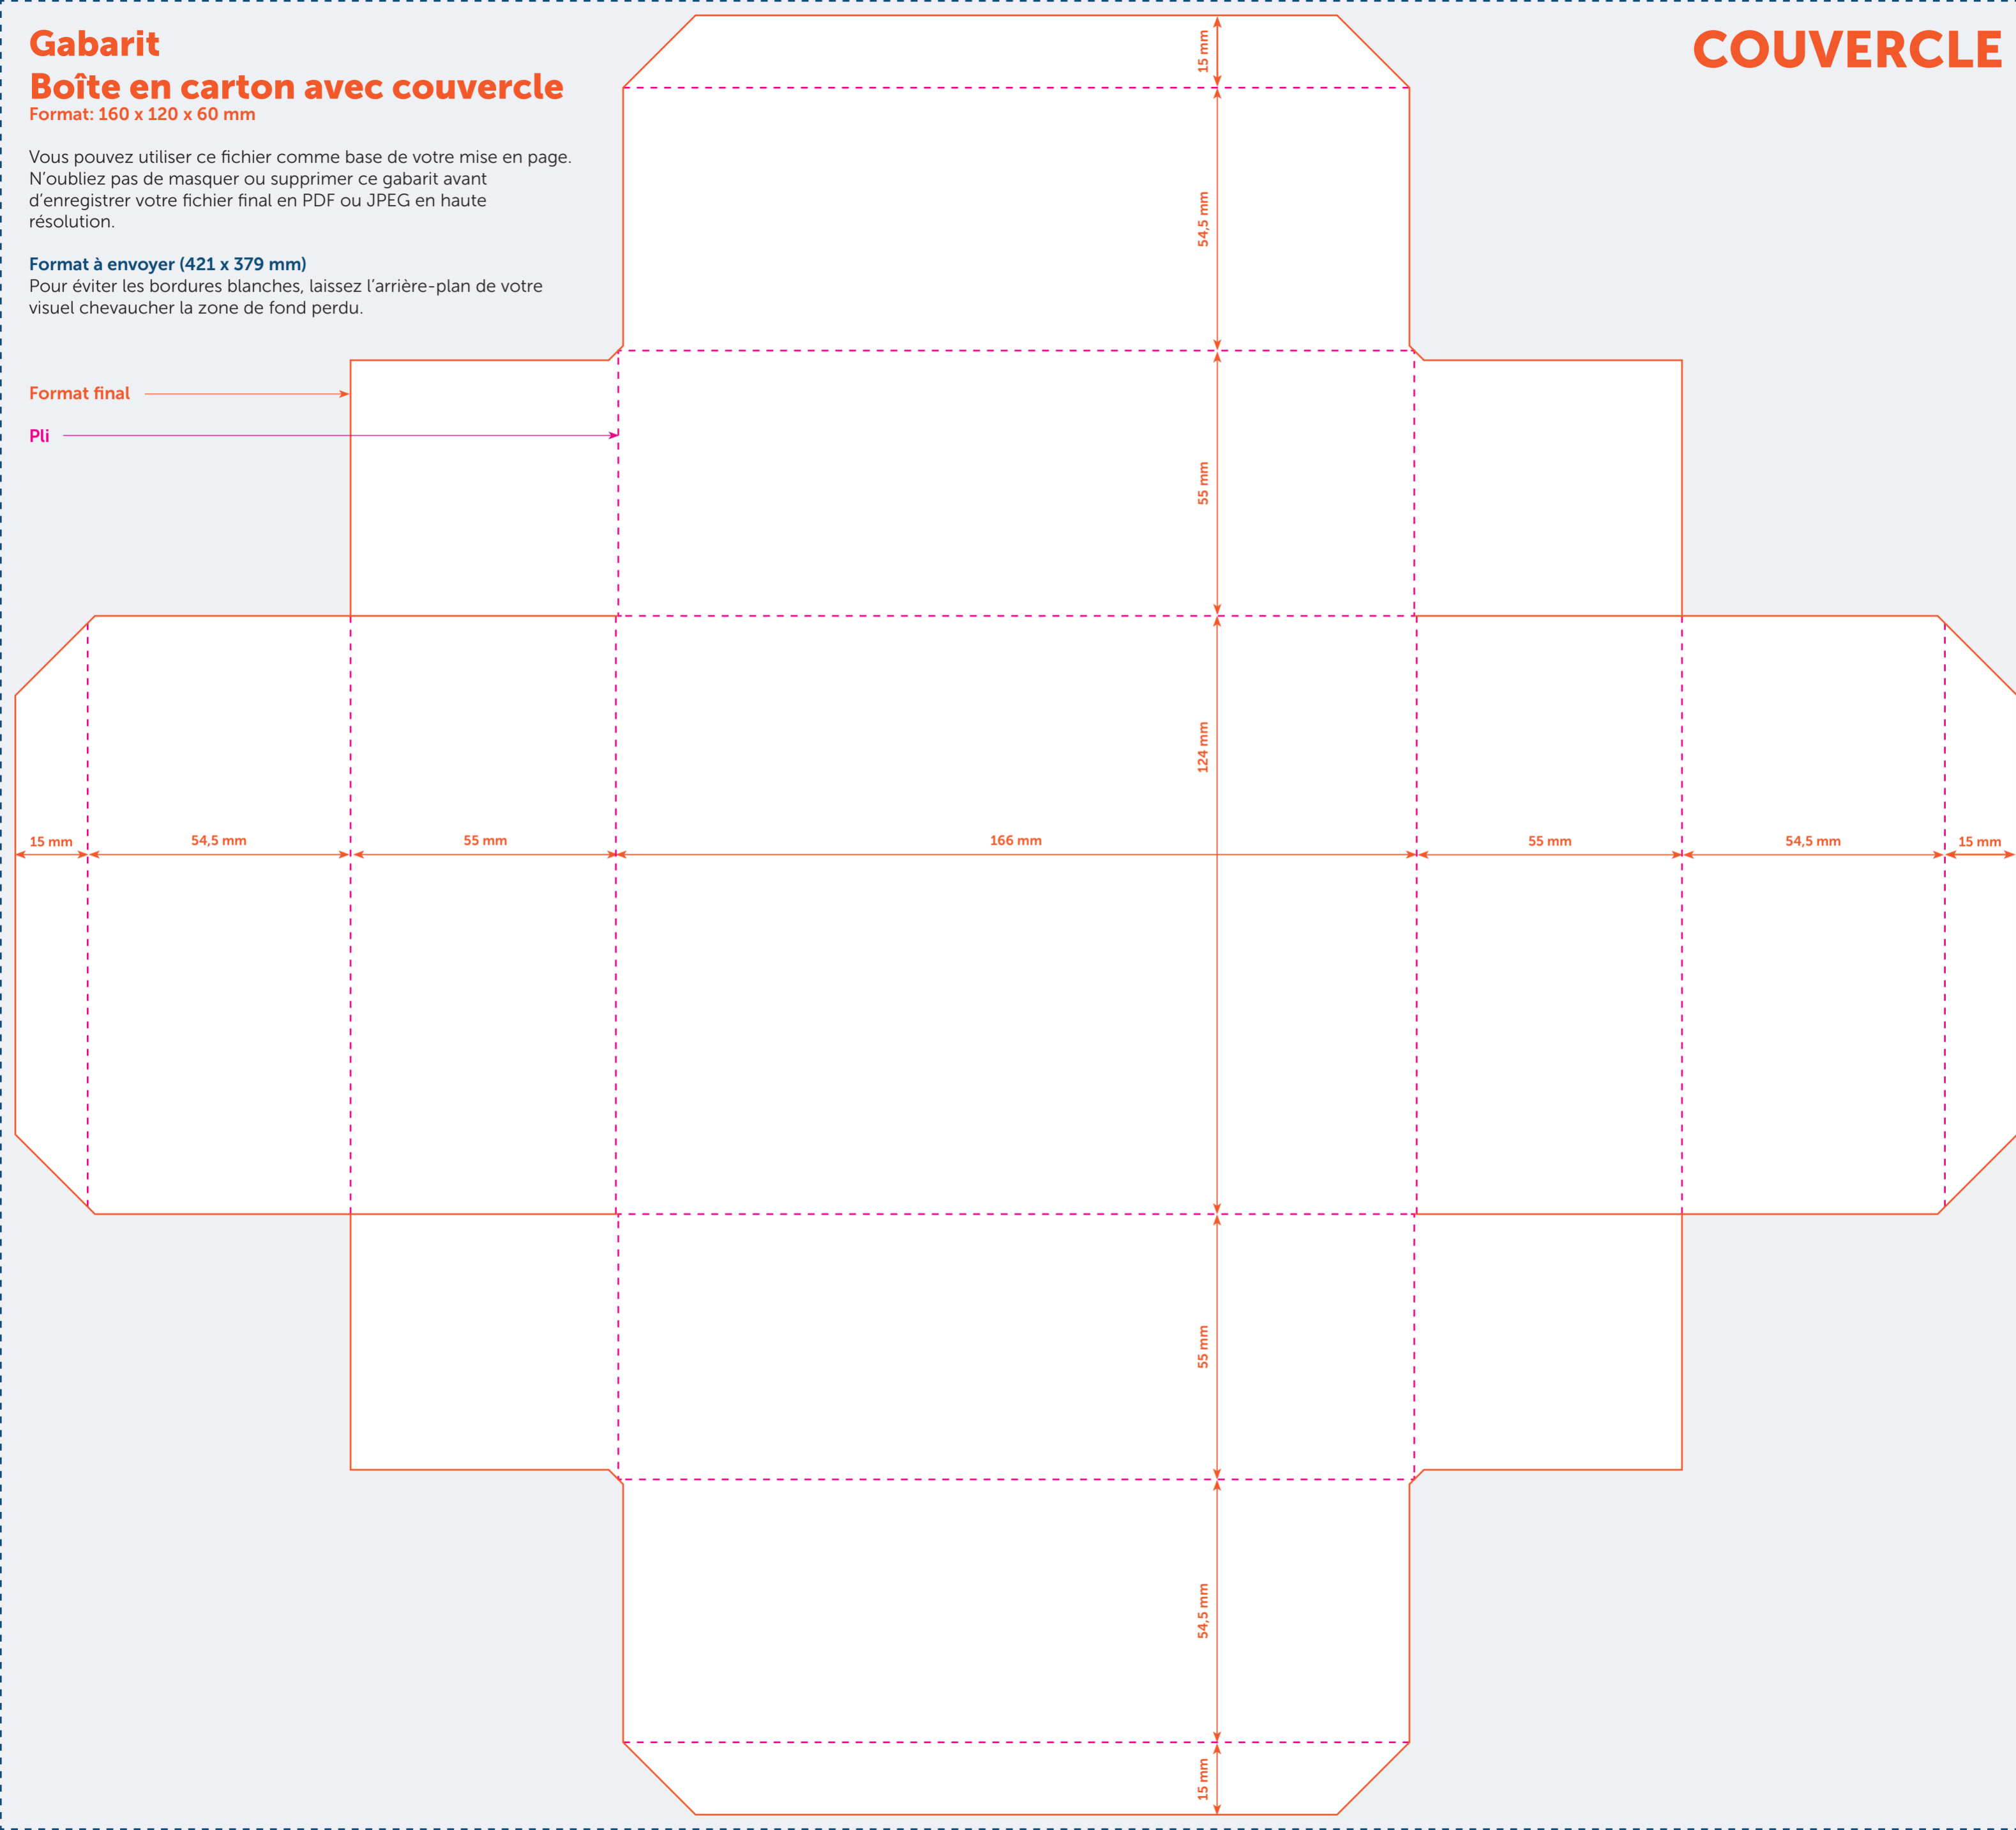 Gabarit
COUVERCLE
Boîte en carton avec couvercle
Format: 160 x 120 x 60 mm
Vous pouvez utiliser ce fichier comme base de votre mise en page.
N’oubliez pas de masquer ou supprimer ce gabarit avant
d’enregistrer votre fichier final en PDF ou JPEG en haute
résolution.
Format à envoyer (421 x 379 mm)
Pour éviter les bordures blanches, laissez l’arrière-plan de votre
visuel chevaucher la zone de fond perdu.
Format final
Pli
15 mm
54,5 mm
55 mm
124 mm
15 mm
54,5 mm
55 mm
166 mm
55 mm
54,5 mm
15 mm
55 mm
54,5 mm
15 mm